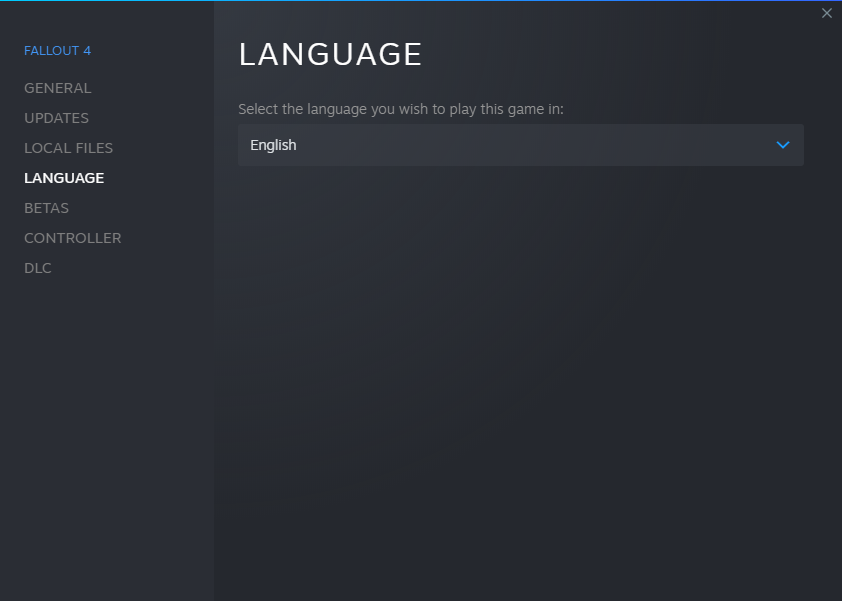 FALLOUT 4
GENERAL
UPDATES
LOCAL FILES
LANGUAGE
BETAS
CONTROLLER
DLC
LANGUAGE
Select the language you wish to play this game in:
English